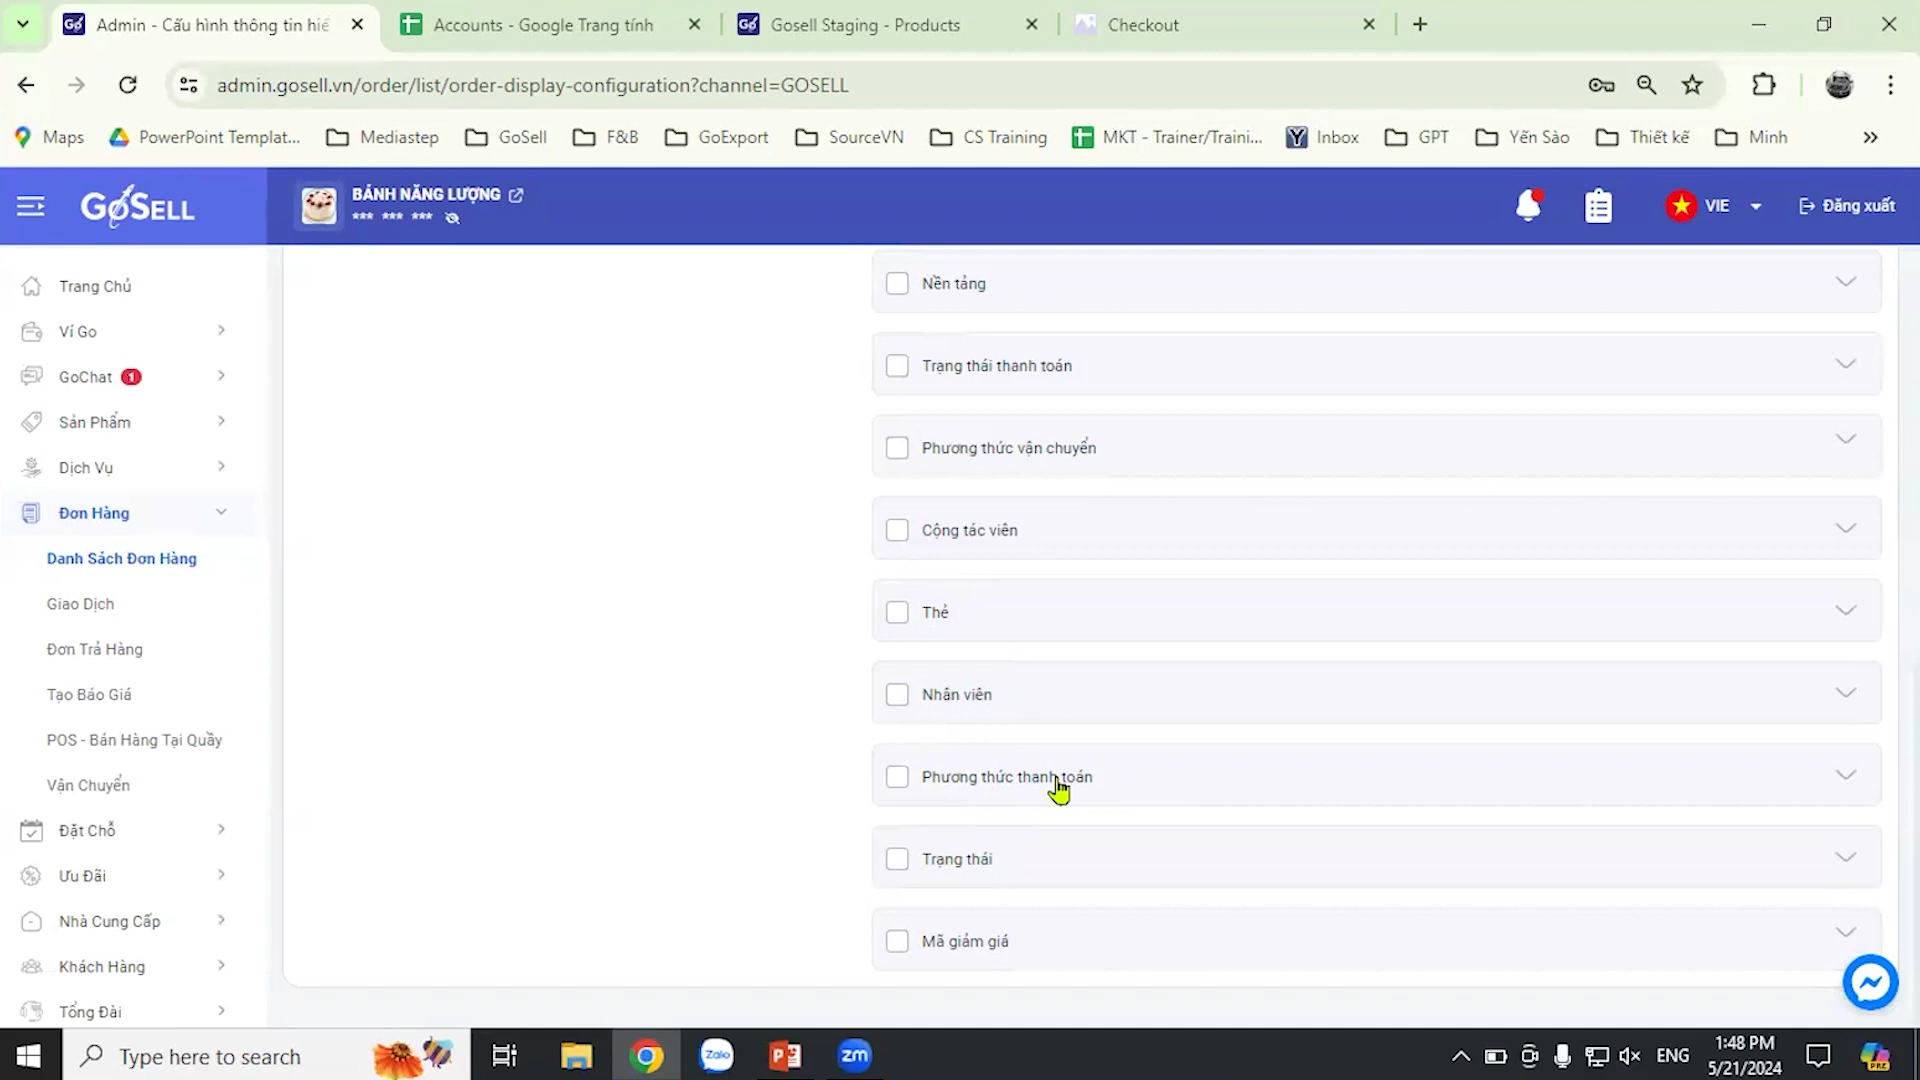 Admin - Cấu hình thông tin hiể
Accounts - Google Trang tính
Gosell Staging - Products
Checkout
admin.gosell.vn/order/list/order-display-configuration?channel=GOSELL
Maps
PowerPoint Templat...
Mediastep
GoSell
F&B
GoExport
SourceVN
CS Training
MKT - Trainer/Traini...
Inbox
GPT
Yến Sào
Thiết kế
Minh
GOSELL
BÁNH NĂNG LƯỢNG
*** *** ***
VIE
Đăng xuất
Trang Chủ
Ví Go
GoChat 1
Sản Phẩm
Dịch Vụ
Đơn Hàng
Danh Sách Đơn Hàng
Giao Dịch
Đơn Trả Hàng
Tạo Báo Giá
POS - Bán Hàng Tại Quầy
Vận Chuyển
Đặt Chỗ
Ưu Đãi
Nhà Cung Cấp
Khách Hàng
Tổng Đài
Nền tảng
Trạng thái thanh toán
Phương thức vận chuyển
Cộng tác viên
Thẻ
Nhân viên
Phương thức thanh toán
Trạng thái
Mã giảm giá
Type here to search
Zalo
zm
ENG
1:48 PM
5/21/2024
PRE